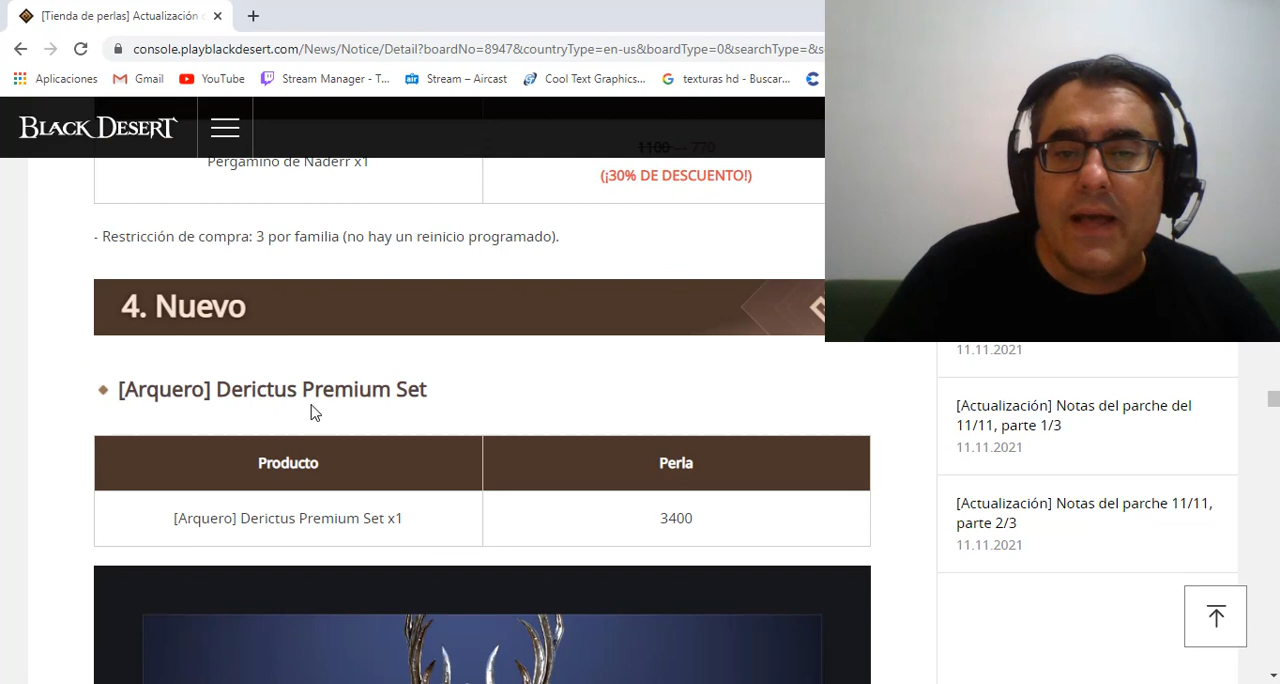 [Tienda de perlas] Actualización
console.playblackdesert.com/News/Notice/Detail?boardNo=8947&countryType=en-us&boardType=0&searchType=&s
Aplicaciones Gmail YouTube Stream Manager - T... Stream – Aircast Cool Text Graphics... texturas hd - Buscar...
BLACK DESERT
Pergamino de Naderr x1
1100 → 770
(¡30% DE DESCUENTO!)
- Restricción de compra: 3 por familia (no hay un reinicio programado).
4. Nuevo
[Arquero] Derictus Premium Set
Producto Perla
[Arquero] Derictus Premium Set x1 3400
11.11.2021
[Actualización] Notas del parche del
11/11, parte 1/3
11.11.2021
[Actualización] Notas del parche 11/11,
parte 2/3
11.11.2021